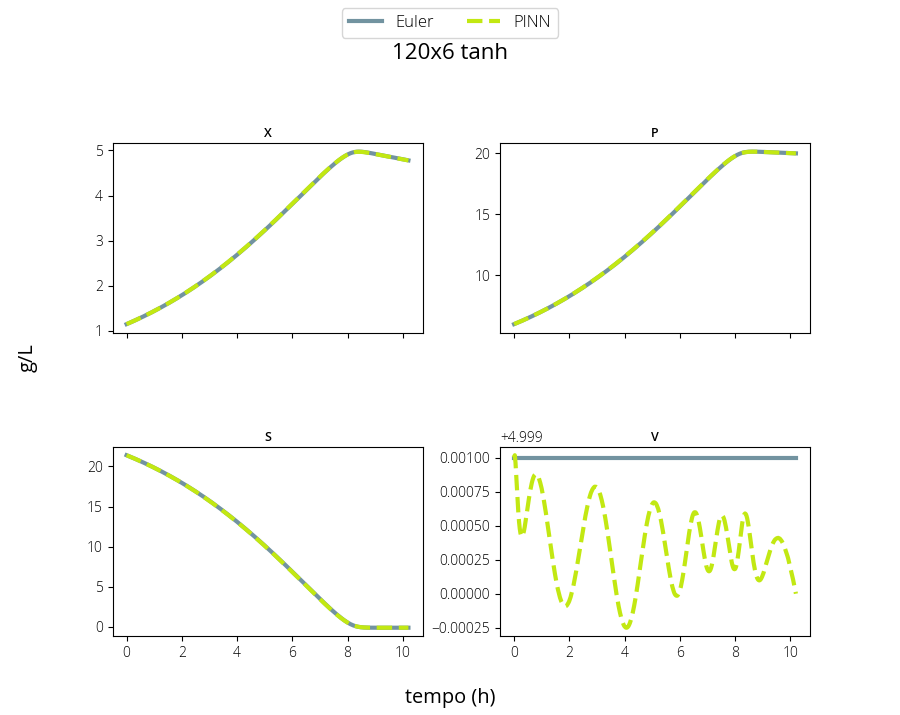 Euler PINN
120x6 tanh
X
P
5
4
3
2
1
20
15
10
g/L
S
V
20
15
10
5
0
0 2 4 6 8 10
+4.999
0.00100
0.00075
0.00050
0.00025
0.00000
−0.00025
0 2 4 6 8 10
tempo (h)